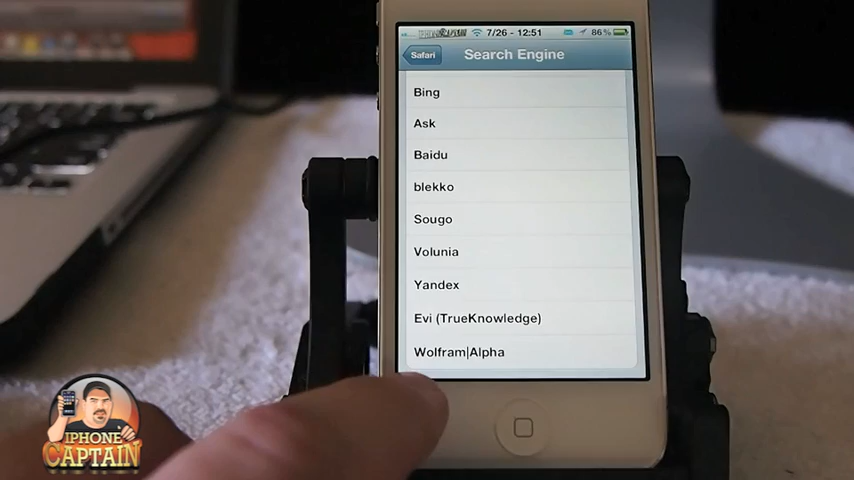 7/26 - 12:51
86%
Safari
Search Engine
Bing
Ask
Baidu
blekko
Sougo
Volunia
Yandex
Evi (TrueKnowledge)
Wolfram|Alpha
IPHONE
CAPTAIN